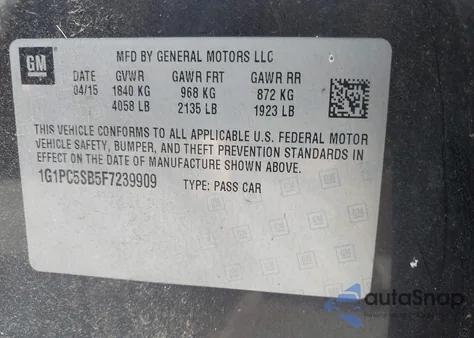 GM
MFD BY GENERAL MOTORS LLC
DATE GVWR GAWR FRT GAWR RR
04/15 1840 KG 968 KG 872 KG
4058 LB 2135 LB 1923 LB
THIS VEHICLE CONFORMS TO ALL APPLICABLE U.S. FEDERAL MOTOR
VEHICLE SAFETY, BUMPER, AND THEFT PREVENTION STANDARDS IN
EFFECT ON THE DATE OF MANUFACTURE SHOWN ABOVE.
1G1PC5SB5F7239909 TYPE: PASS CAR
autoSnap